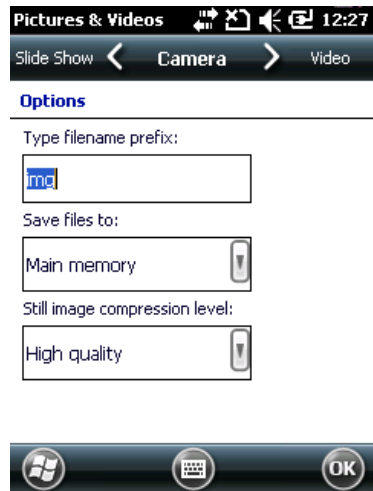 Pictures & Videos 12:27
Slide Show Camera Video
Options
Type filename prefix:
img
Save files to:
Main memory
Still image compression level:
High quality
OK